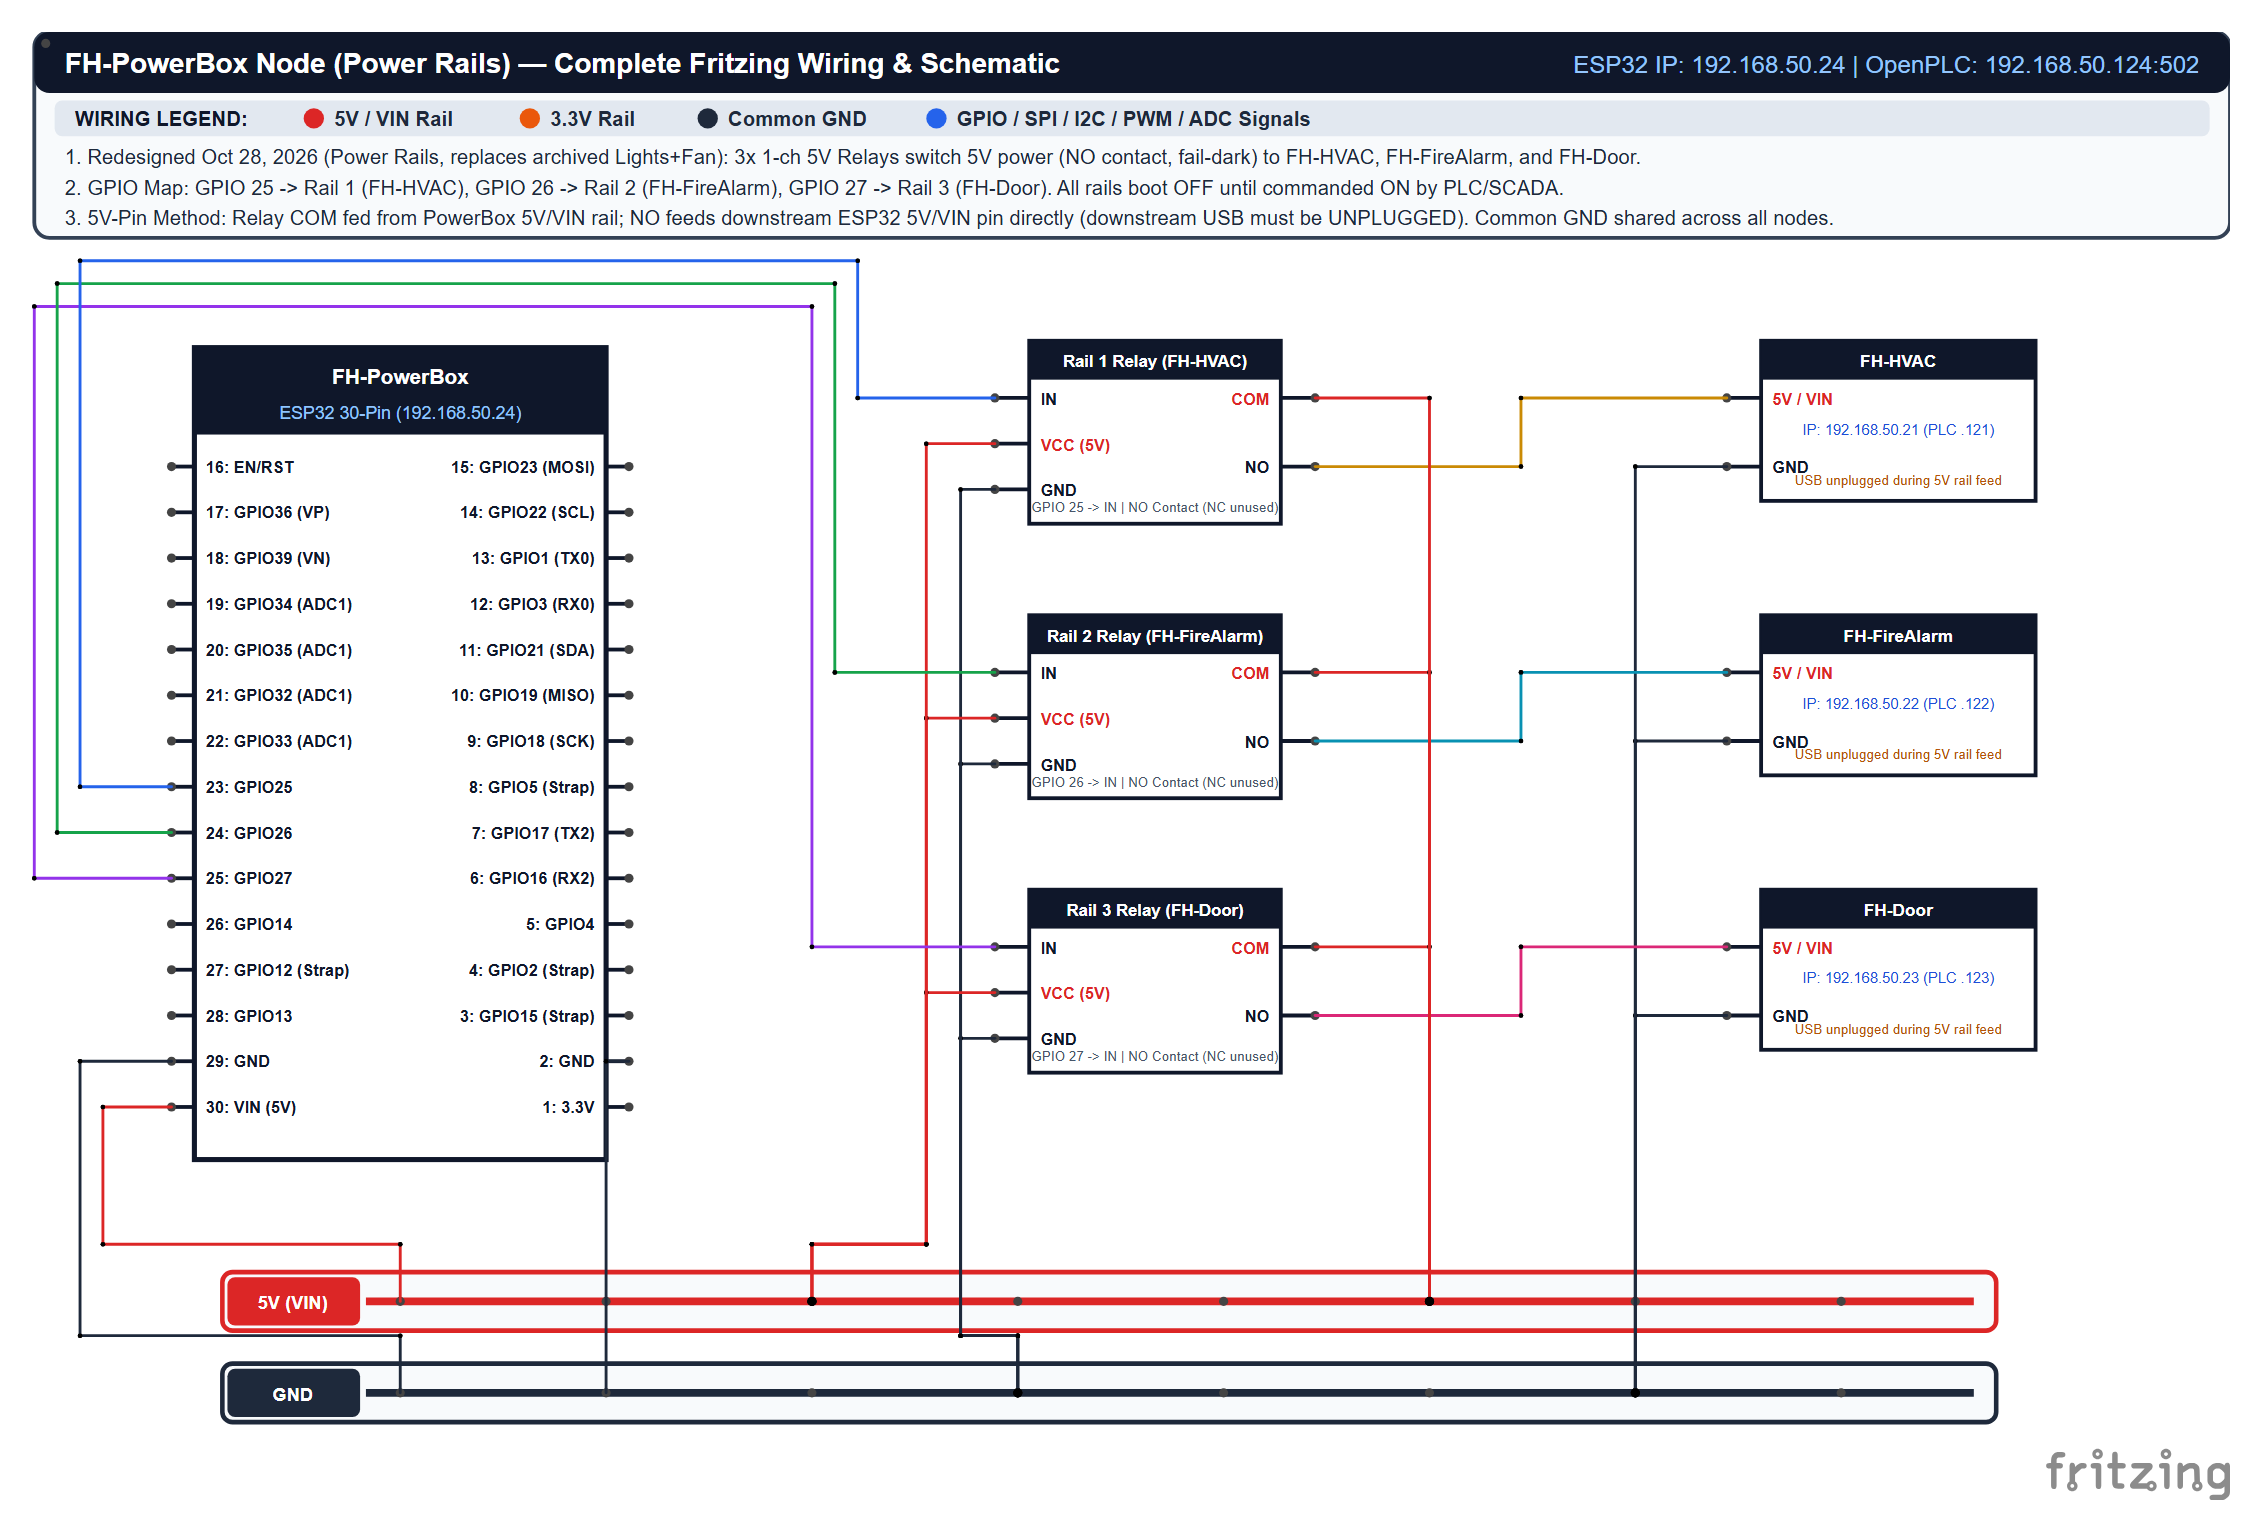 FH-PowerBox Node (Power Rails) — Complete Fritzing Wiring & Schematic
ESP32 IP: 192.168.50.24 | OpenPLC: 192.168.50.124:502
WIRING LEGEND:
5V / VIN Rail
3.3V Rail
Common GND
GPIO / SPI / I2C / PWM / ADC Signals
1. Redesigned Oct 28, 2026 (Power Rails, replaces archived Lights+Fan): 3x 1-ch 5V Relays switch 5V power (NO contact, fail-dark) to FH-HVAC, FH-FireAlarm, and FH-Door.
2. GPIO Map: GPIO 25 -> Rail 1 (FH-HVAC), GPIO 26 -> Rail 2 (FH-FireAlarm), GPIO 27 -> Rail 3 (FH-Door). All rails boot OFF until commanded ON by PLC/SCADA.
3. 5V-Pin Method: Relay COM fed from PowerBox 5V/VIN rail; NO feeds downstream ESP32 5V/VIN pin directly (downstream USB must be UNPLUGGED). Common GND shared across all nodes.
FH-PowerBox
ESP32 30-Pin (192.168.50.24)
16: EN/RST
15: GPIO23 (MOSI)
17: GPIO36 (VP)
14: GPIO22 (SCL)
18: GPIO39 (VN)
13: GPIO1 (TX0)
19: GPIO34 (ADC1)
12: GPIO3 (RX0)
20: GPIO35 (ADC1)
11: GPIO21 (SDA)
21: GPIO32 (ADC1)
10: GPIO19 (MISO)
22: GPIO33 (ADC1)
9: GPIO18 (SCK)
23: GPIO25
8: GPIO5 (Strap)
24: GPIO26
7: GPIO17 (TX2)
25: GPIO27
6: GPIO16 (RX2)
26: GPIO14
5: GPIO4
27: GPIO12 (Strap)
4: GPIO2 (Strap)
28: GPIO13
3: GPIO15 (Strap)
29: GND
2: GND
30: VIN (5V)
1: 3.3V
Rail 1 Relay (FH-HVAC)
IN
COM
VCC (5V)
NO
GND
GPIO 25 -> IN | NO Contact (NC unused)
Rail 2 Relay (FH-FireAlarm)
IN
COM
VCC (5V)
NO
GND
GPIO 26 -> IN | NO Contact (NC unused)
Rail 3 Relay (FH-Door)
IN
COM
VCC (5V)
NO
GND
GPIO 27 -> IN | NO Contact (NC unused)
FH-HVAC
5V / VIN
IP: 192.168.50.21 (PLC .121)
GND
USB unplugged during 5V rail feed
FH-FireAlarm
5V / VIN
IP: 192.168.50.22 (PLC .122)
GND
USB unplugged during 5V rail feed
FH-Door
5V / VIN
IP: 192.168.50.23 (PLC .123)
GND
USB unplugged during 5V rail feed
5V (VIN)
GND
fritzing